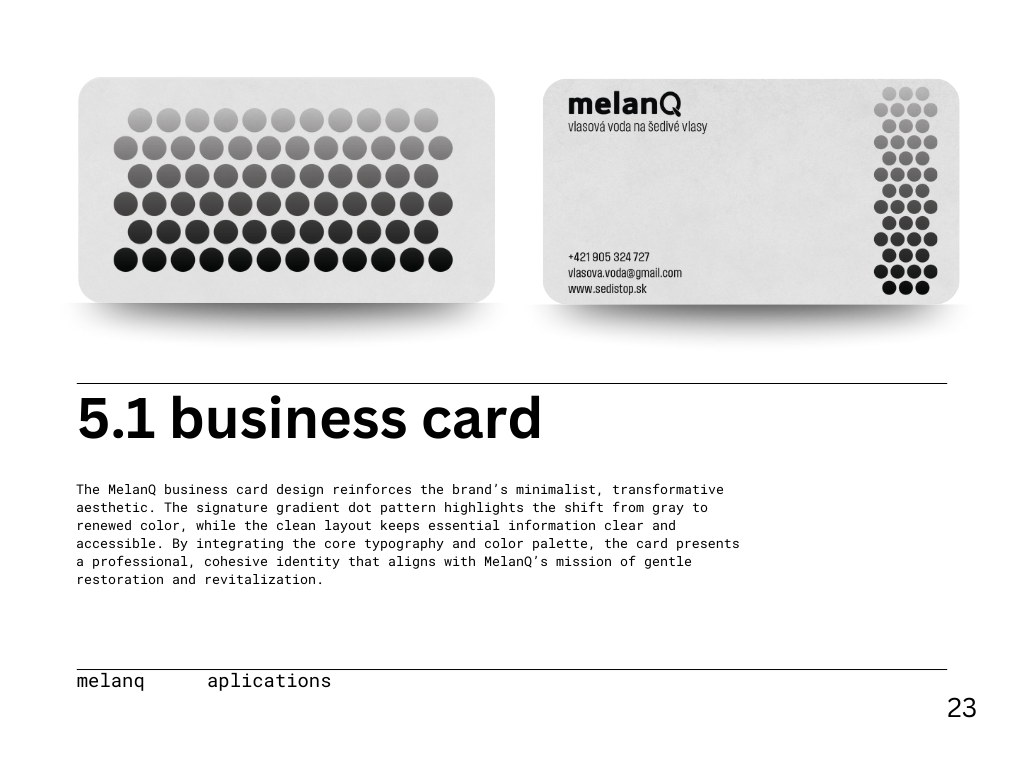 melanQ
vlasová voda na šedivé vlasy
+421 905 324 727
vlasova.voda@gmail.com
www.sedistop.sk
5.1 business card
The MelanQ business card design reinforces the brand’s minimalist, transformative
aesthetic. The signature gradient dot pattern highlights the shift from gray to
renewed color, while the clean layout keeps essential information clear and
accessible. By integrating the core typography and color palette, the card presents
a professional, cohesive identity that aligns with MelanQ’s mission of gentle
restoration and revitalization.
melanq aplications
23